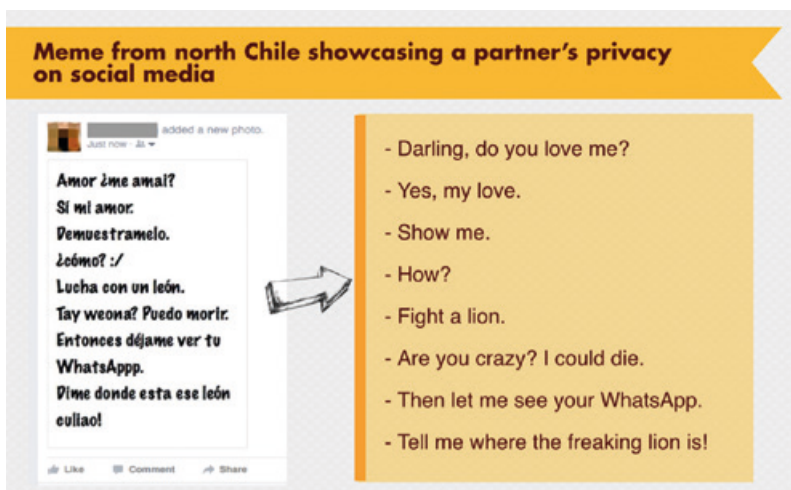 Meme from north Chile showcasing a partner's privacy
on social media
added a new photo.
Just now ·
Amor ¿me amai?
Sí mi amor.
Demuestramelo.
¿cómo? :/
Lucha con un león.
Tay weona? Puedo morir.
Entonces déjame ver tu
WhatsAppp.
Dime donde esta ese león
culiao!
Like Comment Share
- Darling, do you love me?
- Yes, my love.
- Show me.
- How?
- Fight a lion.
- Are you crazy? I could die.
- Then let me see your WhatsApp.
- Tell me where the freaking lion is!